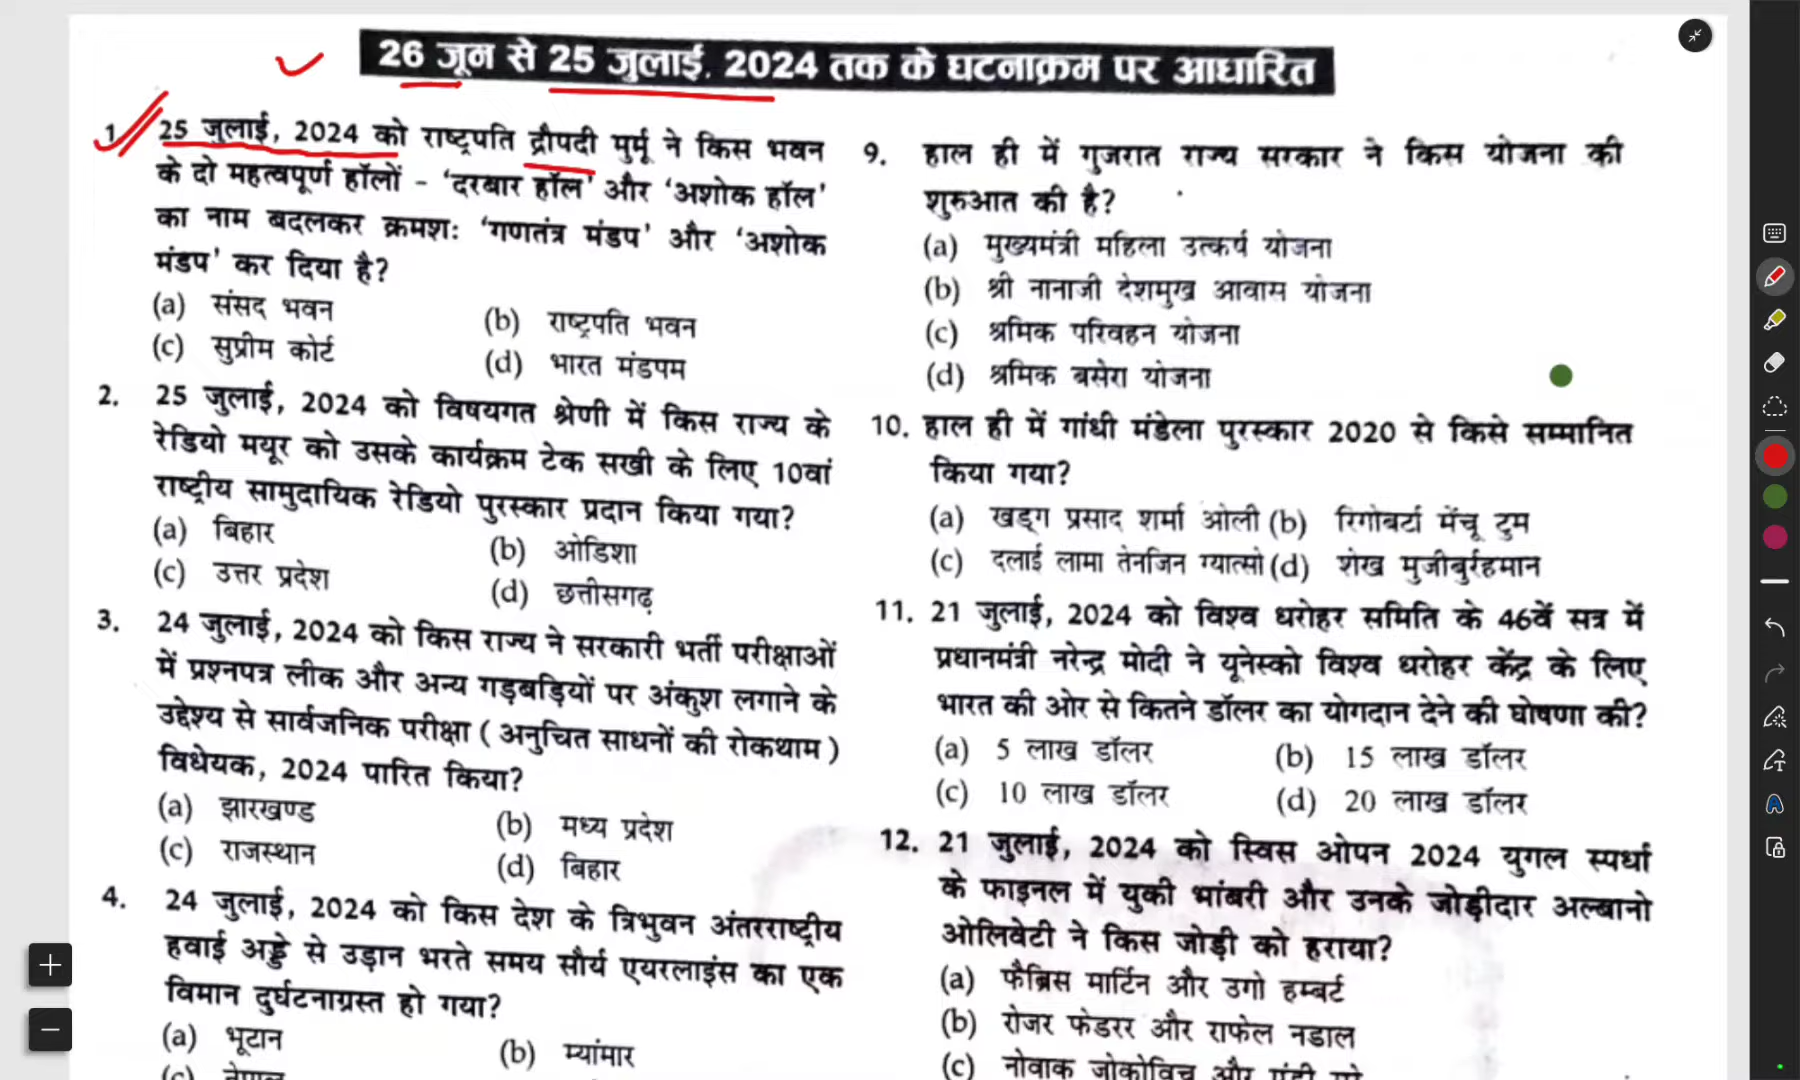 26 जून से 25 जुलाई, 2024 तक के घटनाक्रम पर आधारित
1. 25 जुलाई, 2024 को राष्ट्रपति द्रौपदी मुर्मू ने किस भवन
के दो महत्वपूर्ण हॉलों - ‘दरबार हॉल’ और ‘अशोक हॉल’
का नाम बदलकर क्रमशः ‘गणतंत्र मंडप’ और ‘अशोक
मंडप’ कर दिया है?
(a) संसद भवन
(b) राष्ट्रपति भवन
(c) सुप्रीम कोर्ट
(d) भारत मंडपम
2. 25 जुलाई, 2024 को विषयगत श्रेणी में किस राज्य के
रेडियो मयूर को उसके कार्यक्रम टेक सखी के लिए 10वां
राष्ट्रीय सामुदायिक रेडियो पुरस्कार प्रदान किया गया?
(a) बिहार
(b) ओडिशा
(c) उत्तर प्रदेश
(d) छत्तीसगढ़
3. 24 जुलाई, 2024 को किस राज्य ने सरकारी भर्ती परीक्षाओं
में प्रश्नपत्र लीक और अन्य गड़बड़ियों पर अंकुश लगाने के
उद्देश्य से सार्वजनिक परीक्षा ( अनुचित साधनों की रोकथाम )
विधेयक, 2024 पारित किया?
(a) झारखण्ड
(b) मध्य प्रदेश
(c) राजस्थान
(d) बिहार
4. 24 जुलाई, 2024 को किस देश के त्रिभुवन अंतरराष्ट्रीय
हवाई अड्डे से उड़ान भरते समय सौर्य एयरलाइंस का एक
विमान दुर्घटनाग्रस्त हो गया?
(a) भूटान
(b) म्यांमार
(c) नेपाल
9. हाल ही में गुजरात राज्य सरकार ने किस योजना की
शुरुआत की है?
(a) मुख्यमंत्री महिला उत्कर्ष योजना
(b) श्री नानाजी देशमुख आवास योजना
(c) श्रमिक परिवहन योजना
(d) श्रमिक बसेरा योजना
10. हाल ही में गांधी मंडेला पुरस्कार 2020 से किसे सम्मानित
किया गया?
(a) खड्ग प्रसाद शर्मा ओली (b) रिगोबर्टा मेंचू टुम
(c) दलाई लामा तेनजिन ग्यात्सो (d) शेख मुजीबुर्रहमान
11. 21 जुलाई, 2024 को विश्व धरोहर समिति के 46वें सत्र में
प्रधानमंत्री नरेन्द्र मोदी ने यूनेस्को विश्व धरोहर केंद्र के लिए
भारत की ओर से कितने डॉलर का योगदान देने की घोषणा की?
(a) 5 लाख डॉलर
(b) 15 लाख डॉलर
(c) 10 लाख डॉलर
(d) 20 लाख डॉलर
12. 21 जुलाई, 2024 को स्विस ओपन 2024 युगल स्पर्धा
के फाइनल में युकी भांबरी और उनके जोड़ीदार अल्बानो
ओलिवेटी ने किस जोड़ी को हराया?
(a) फैब्रिस मार्टिन और उगो हम्बर्ट
(b) रोजर फेडरर और राफेल नडाल
(c) नोवाक जोकोविच और एंडी मरे